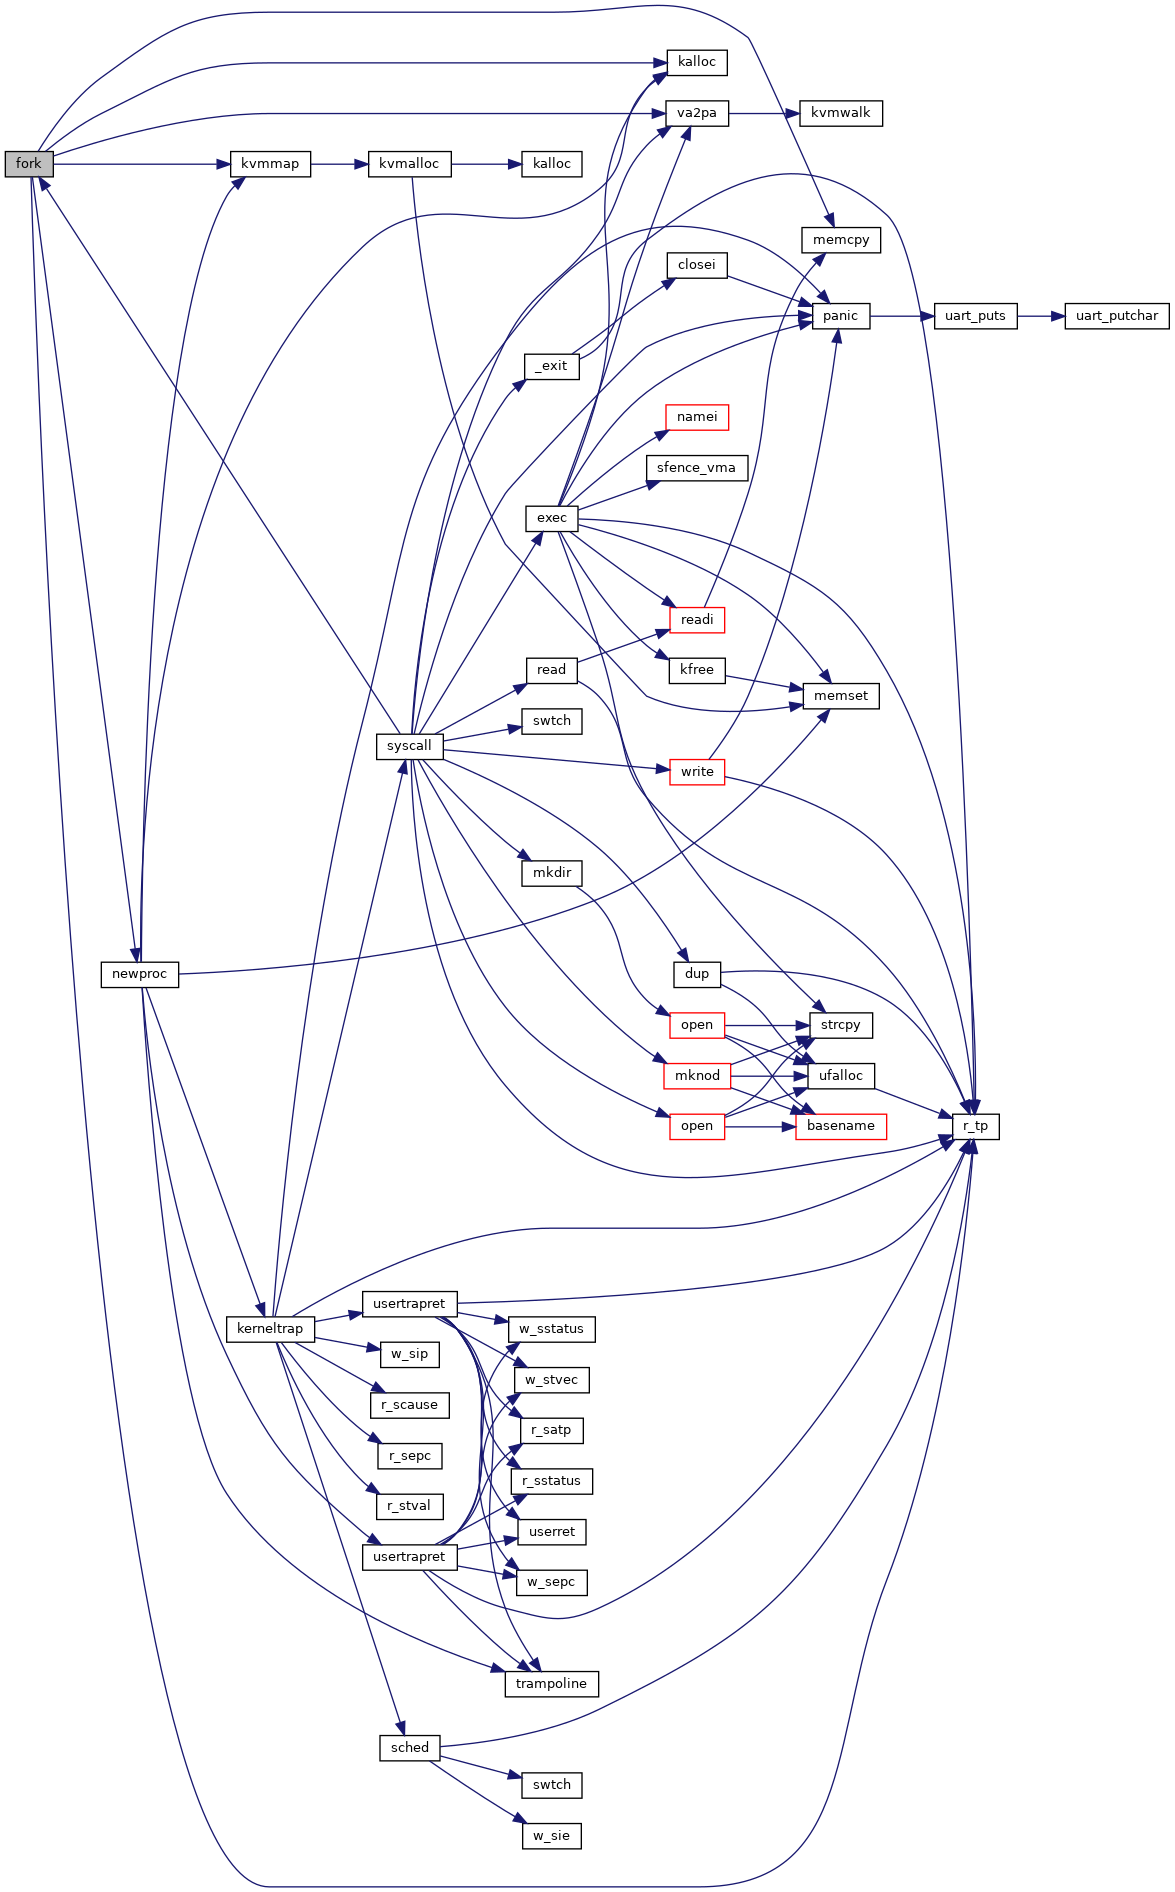 kalloc
va2pa
kvmwalk
fork
kvmmap
kvmalloc
kalloc
memcpy
closei
panic
uart_puts
uart_putchar
_exit
namei
sfence_vma
exec
readi
read
kfree
memset
swtch
syscall
write
mkdir
newproc
dup
open
strcpy
mknod
ufalloc
open
basename
r_tp
usertrapret
kerneltrap
w_sstatus
w_sip
w_stvec
r_scause
r_satp
r_sepc
r_sstatus
r_stval
userret
usertrapret
w_sepc
trampoline
sched
swtch
w_sie